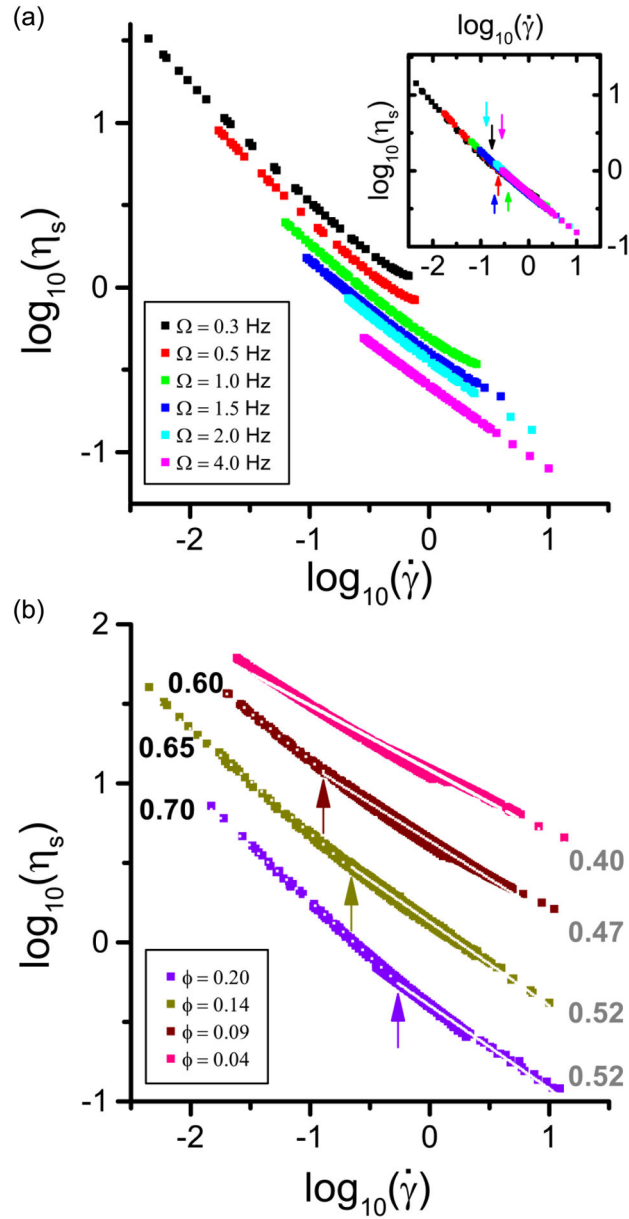 (a)
log₁₀(γ̇)
1
0
-1
log₁₀(ηₛ)
Ω = 0.3 Hz
Ω = 0.5 Hz
Ω = 1.0 Hz
Ω = 1.5 Hz
Ω = 2.0 Hz
Ω = 4.0 Hz
1
0
-1
log₁₀(ηₛ)
-2 -1 0 1
-2 -1 0 1
log₁₀(γ̇)
(b)
2
1
0
-1
log₁₀(ηₛ)
0.60
0.65
0.70
0.40
0.47
0.52
0.52
ϕ = 0.20
ϕ = 0.14
ϕ = 0.09
ϕ = 0.04
-2 -1 0 1
log₁₀(γ̇)